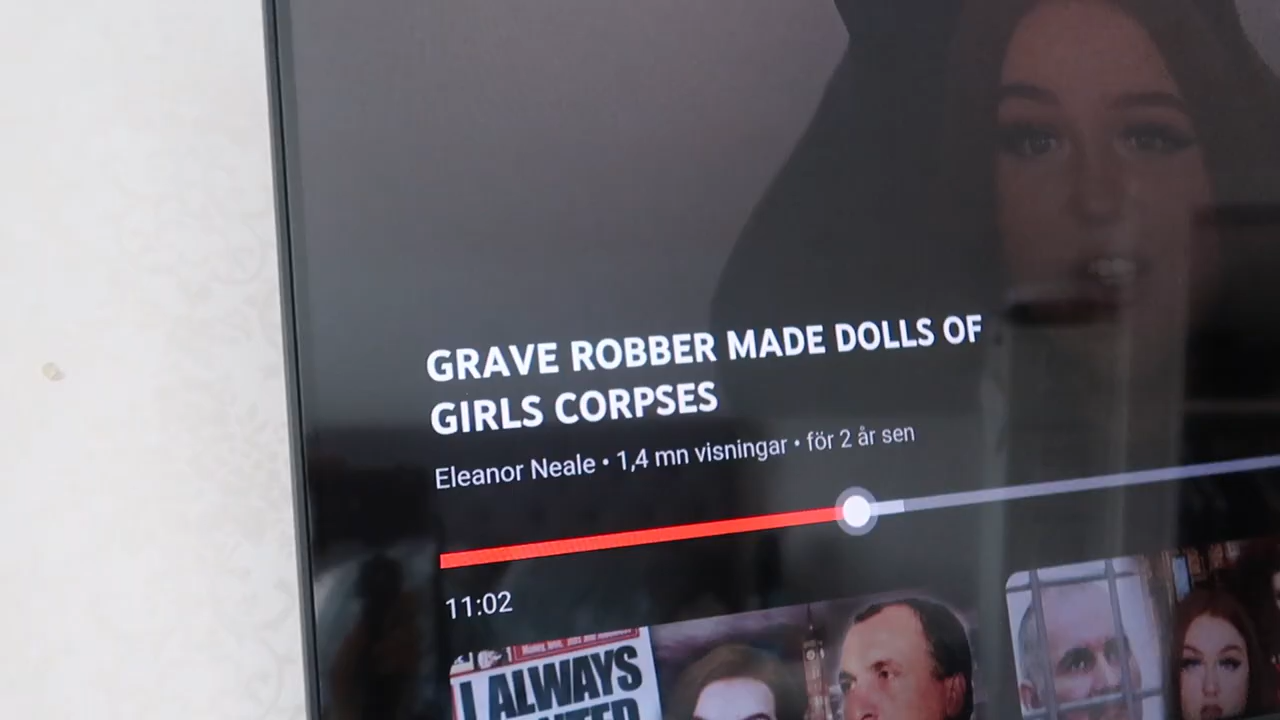 GRAVE ROBBER MADE DOLLS OF
GIRLS CORPSES
Eleanor Neale • 1,4 mn visningar • för 2 år sen
11:02
I ALWAYS